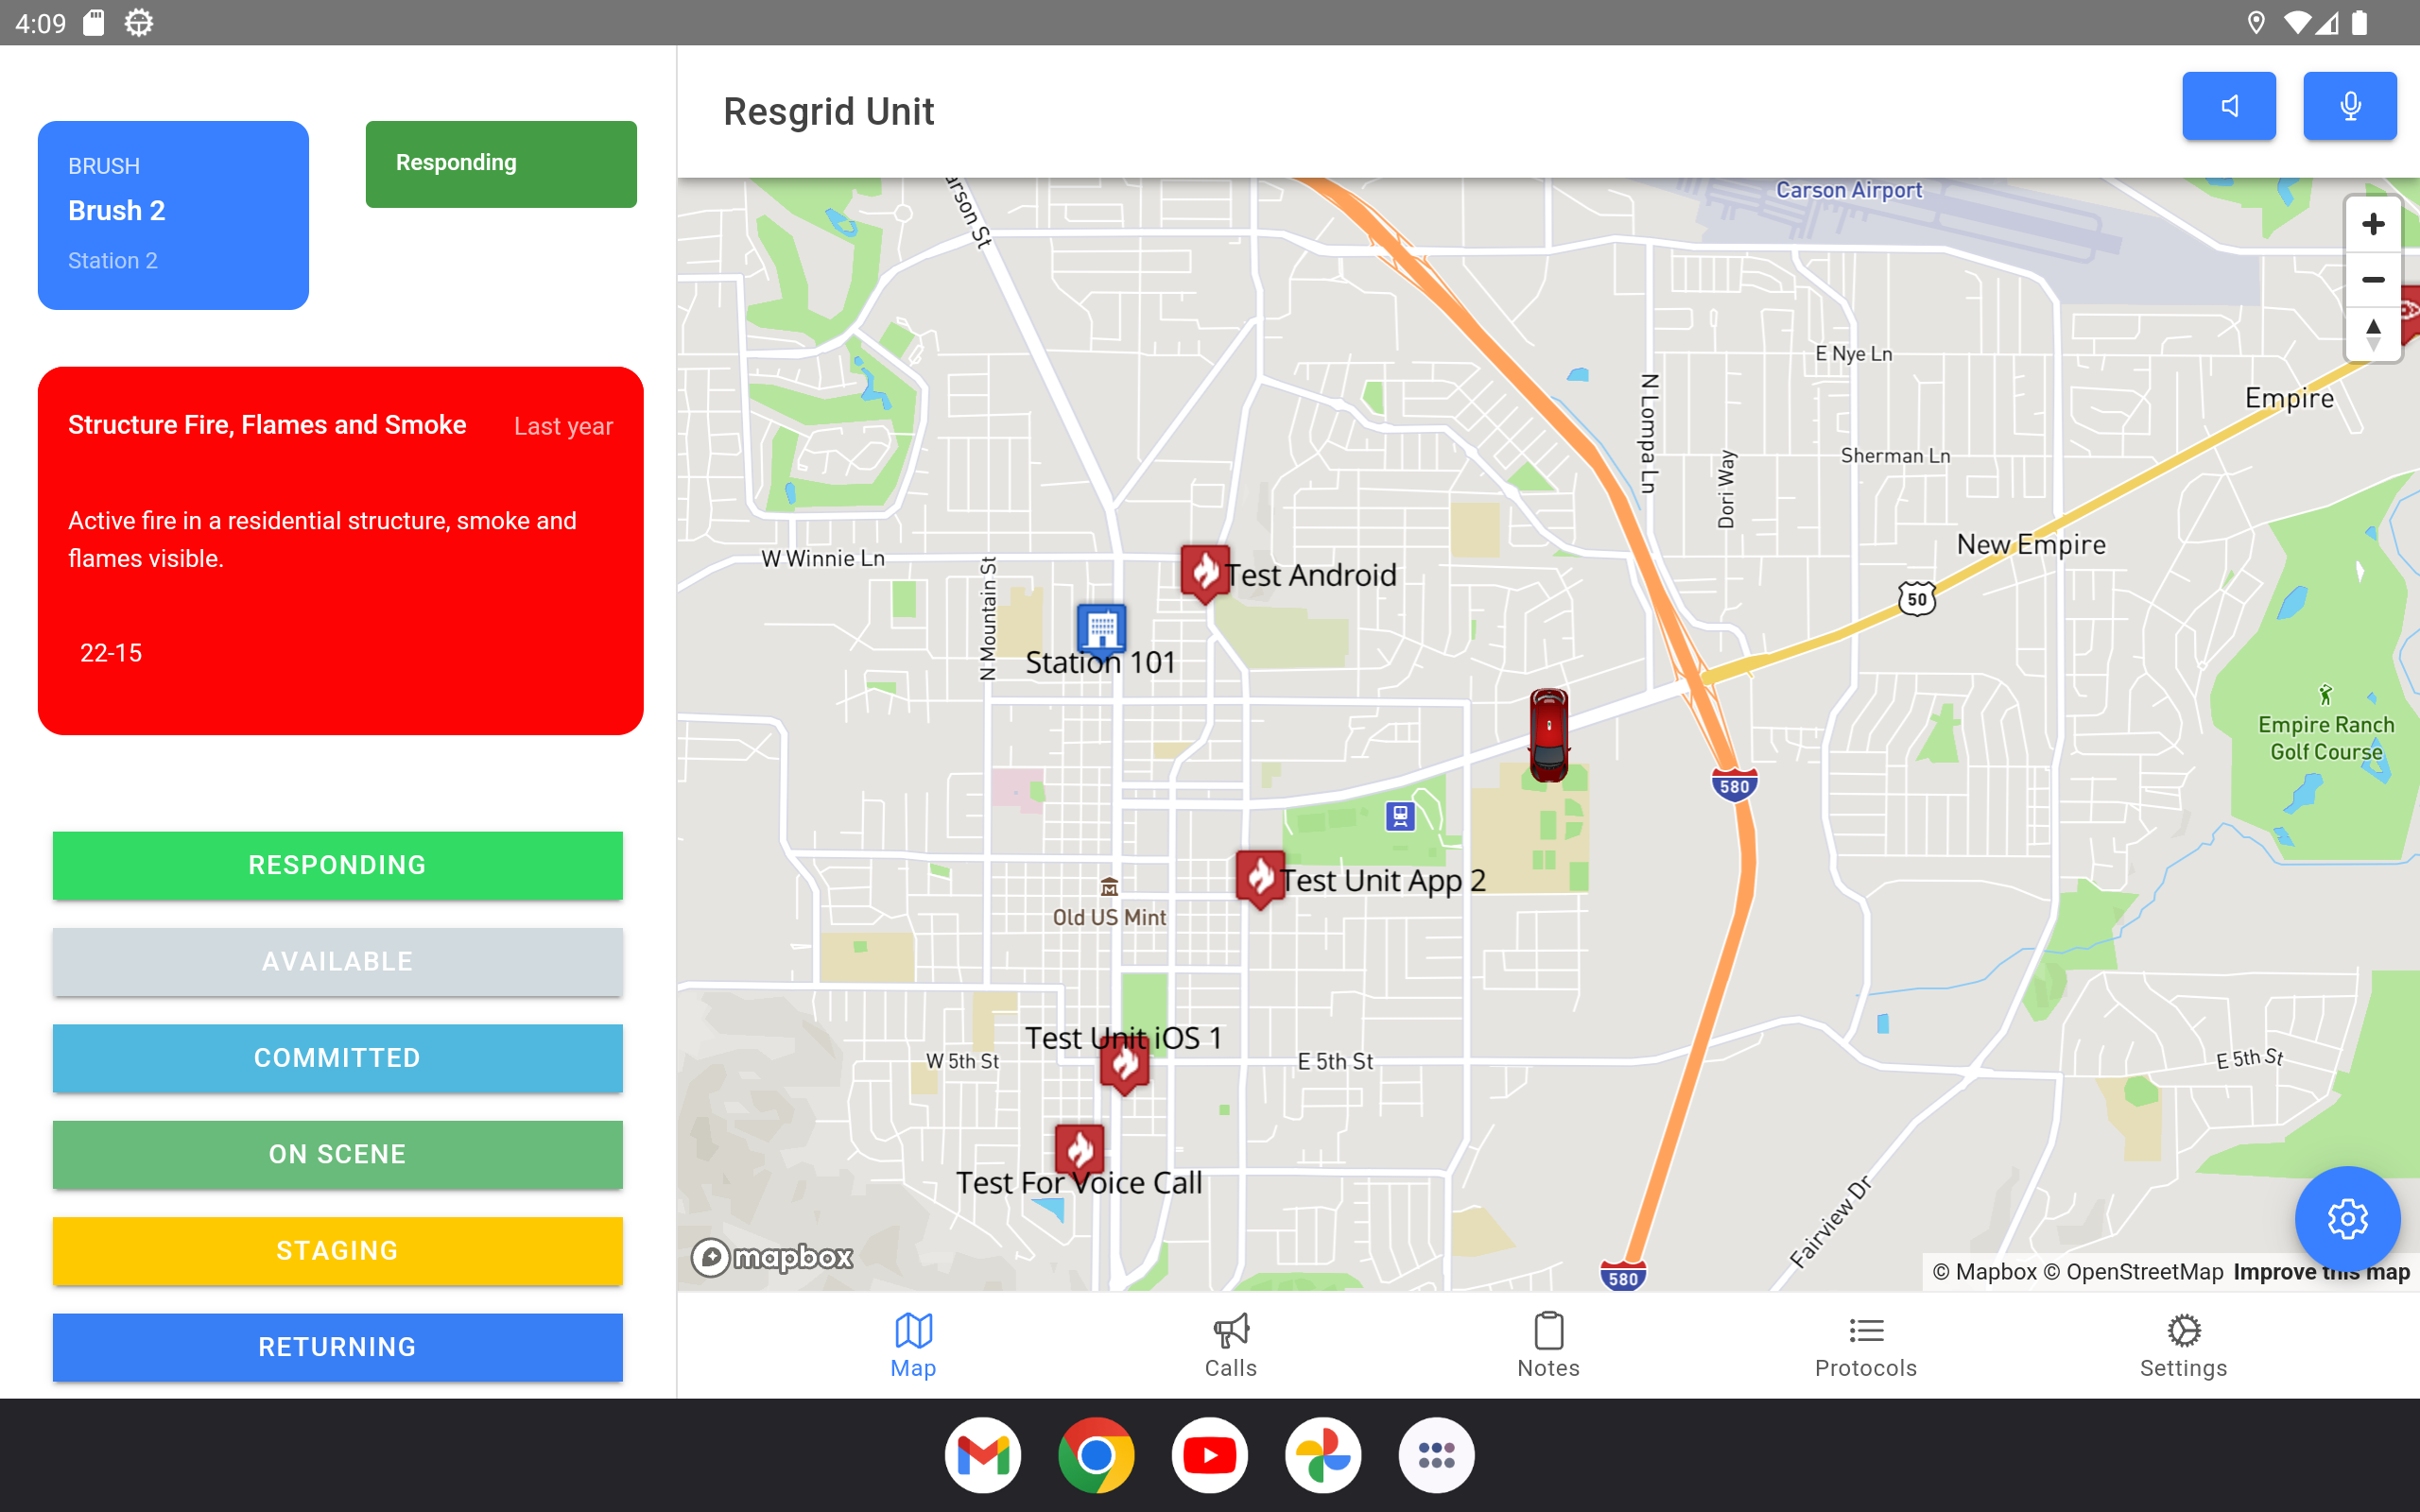 4:09
BRUSH
Brush 2
Station 2
Responding
Structure Fire, Flames and Smoke
Last year
Active fire in a residential structure, smoke and
flames visible.
22-15
RESPONDING
AVAILABLE
COMMITTED
ON SCENE
STAGING
RETURNING
Resgrid Unit
Carson Airport
E Nye Ln
N Lompa Ln
Empire
Sherman Ln
Dori Way
New Empire
W Winnie Ln
Test Android
50
N Mountain St
Station 101
Empire Ranch
Golf Course
580
Test Unit App 2
Old US Mint
Test Unit iOS 1
W 5th St
E 5th St
E 5th St
Test For Voice Call
Fairview Dr
mapbox
580
© Mapbox © OpenStreetMap Improve this map
Map
Calls
Notes
Protocols
Settings